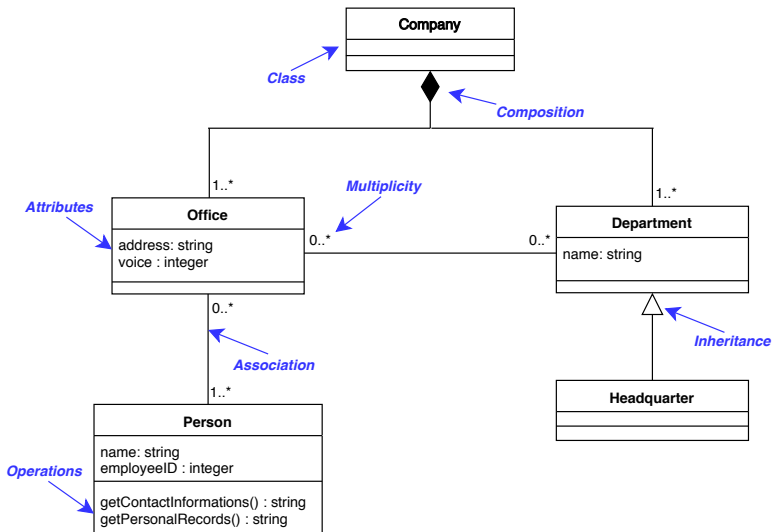 Company
Class
Composition
1..*
1..*
Multiplicity
Attributes
Office
Department
address: string
voice : integer
0..*
0..*
name: string
0..*
Inheritance
Association
1..*
Headquarter
Person
name: string
employeeID : integer
Operations
getContactInformations() : string
getPersonalRecords() : string